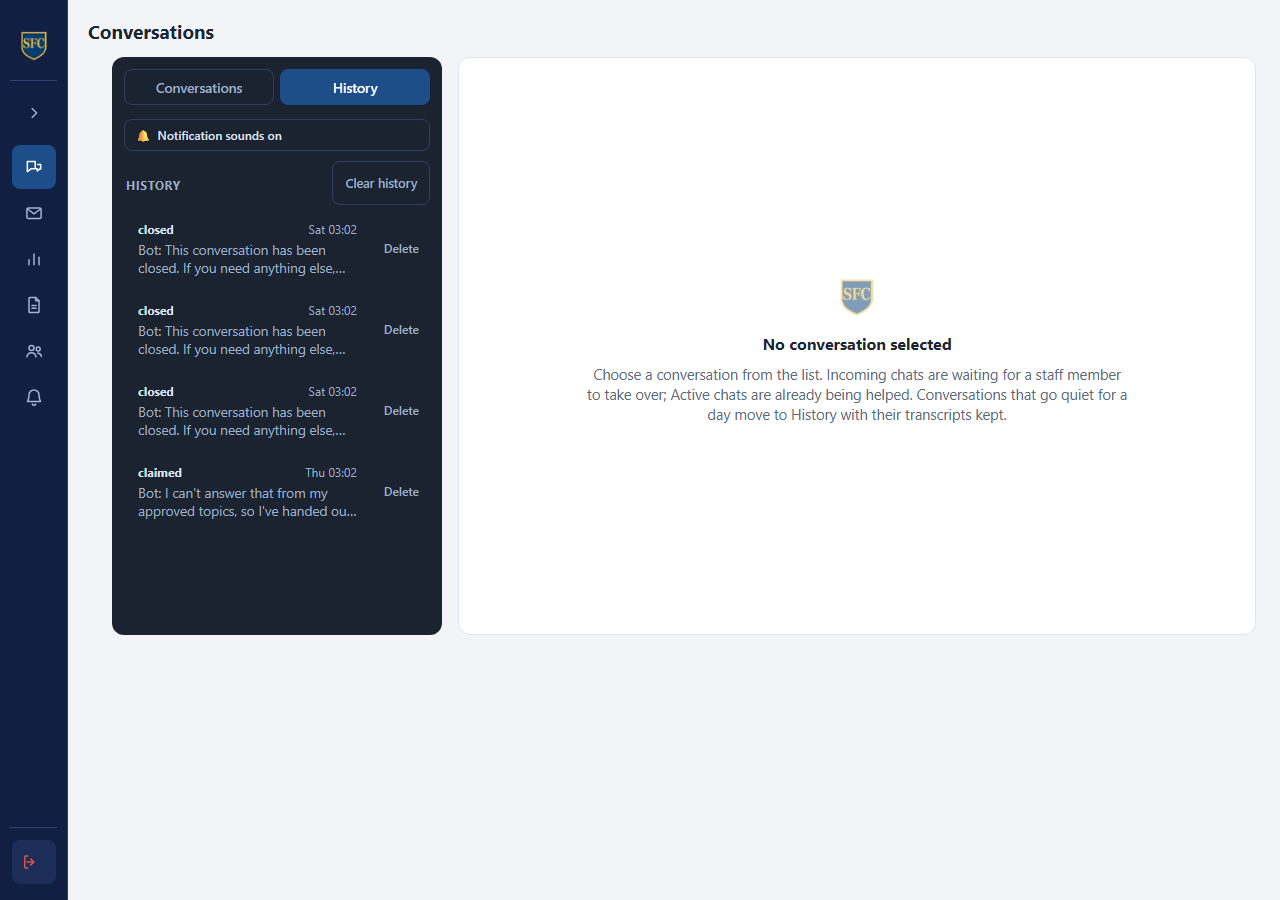 SFC
Conversations
Conversations
History
Notification sounds on
HISTORY
Clear history
closed
Sat 03:02
Bot: This conversation has been
closed. If you need anything else,...
Delete
closed
Sat 03:02
Bot: This conversation has been
closed. If you need anything else,...
Delete
closed
Sat 03:02
Bot: This conversation has been
closed. If you need anything else,...
Delete
claimed
Thu 03:02
Bot: I can't answer that from my
approved topics, so I've handed ou...
Delete
SFC
No conversation selected
Choose a conversation from the list. Incoming chats are waiting for a staff member
to take over; Active chats are already being helped. Conversations that go quiet for a
day move to History with their transcripts kept.